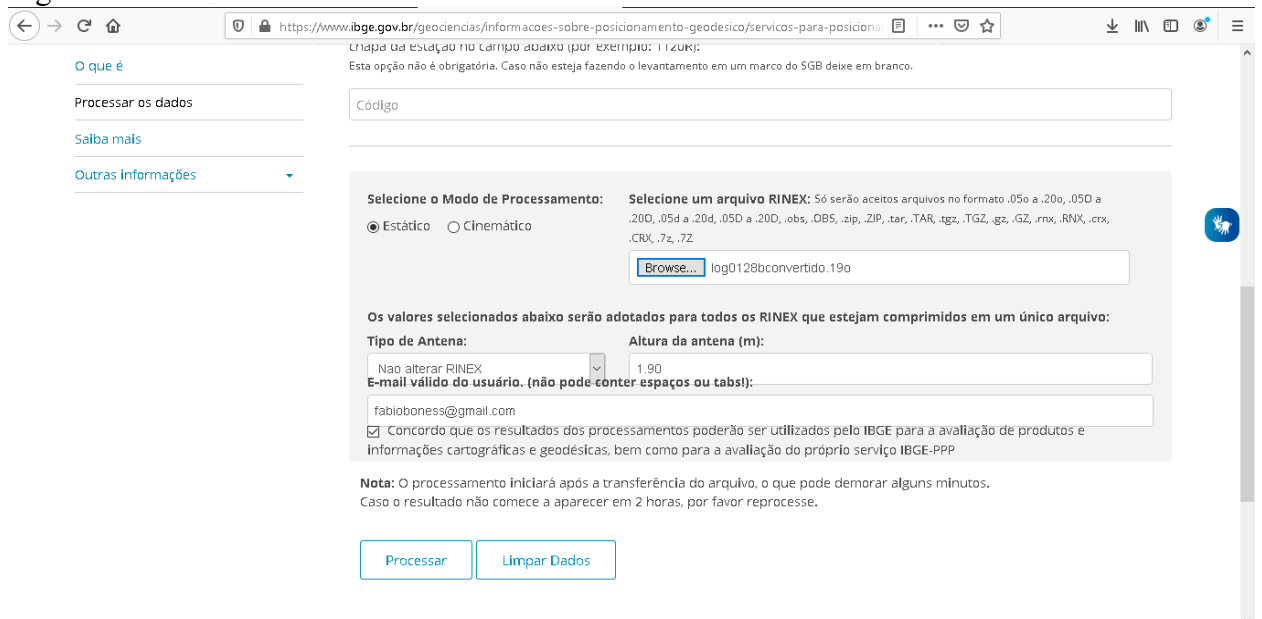 https://www.ibge.gov.br/geociencias/informacoes-sobre-posicionamento-geodesico/servicos-para-posiciona
chapa da estação no campo abaixo (por exemplo: 1120R):
O que é
Esta opção não é obrigatória. Caso não esteja fazendo o levantamento em um marco do SGB deixe em branco.
Processar os dados
Código
Saiba mais
Outras informações
Selecione o Modo de Processamento:
Estático Cinemático
Selecione um arquivo RINEX: Só serão aceitos arquivos no formato .05o a .20o, .05O a
.20O, .05d a .20d, .05D a .20D, .obs, .OBS, .zip, .ZIP, .tar, .TAR, .tgz, .TGZ, .gz, .GZ, .rnx, .RNX, .crx,
.CRX, .7z, .7Z
Browse... log0128bconvertido.19o
Os valores selecionados abaixo serão adotados para todos os RINEX que estejam comprimidos em um único arquivo:
Tipo de Antena: Altura da antena (m):
Nao alterar RINEX 1.90
E-mail válido do usuário. (não pode conter espaços ou tabs!):
fabioboness@gmail.com
Concordo que os resultados dos processamentos poderão ser utilizados pelo IBGE para a avaliação de produtos e
informações cartográficas e geodésicas, bem como para a avaliação do próprio serviço IBGE-PPP
Nota: O processamento iniciará após a transferência do arquivo, o que pode demorar alguns minutos.
Caso o resultado não comece a aparecer em 2 horas, por favor reprocesse.
Processar Limpar Dados